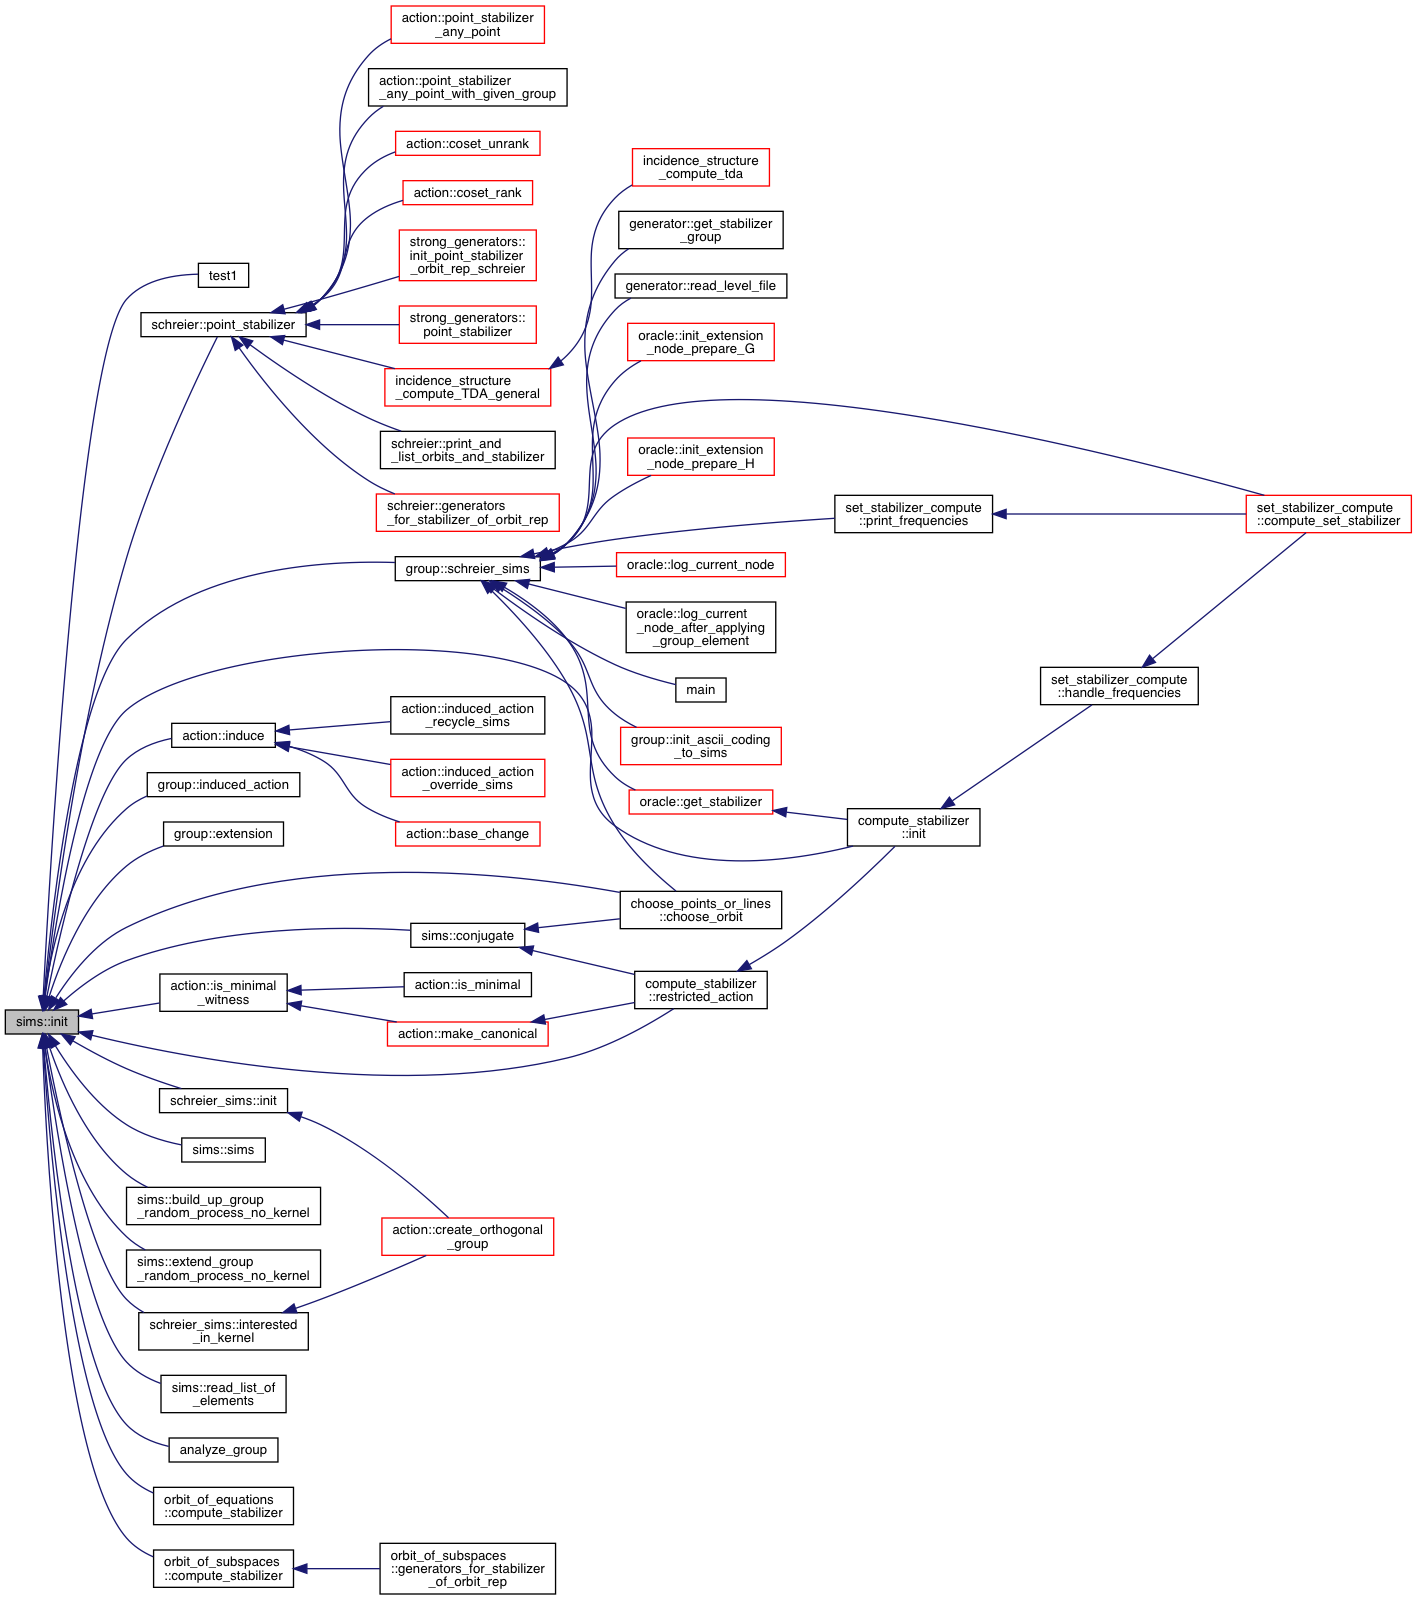 action::point_stabilizer
_any_point
action::point_stabilizer
_any_point_with_given_group
action::coset_unrank
action::coset_rank
strong_generators::
init_point_stabilizer
_orbit_rep_schreier
strong_generators::
point_stabilizer
incidence_structure
_compute_TDA_general
schreier::print_and
_list_orbits_and_stabilizer
schreier::generators
_for_stabilizer_of_orbit_rep
test1
schreier::point_stabilizer
incidence_structure
_compute_tda
generator::get_stabilizer
_group
generator::read_level_file
oracle::init_extension
_node_prepare_G
oracle::init_extension
_node_prepare_H
set_stabilizer_compute
::print_frequencies
set_stabilizer_compute
::compute_set_stabilizer
group::schreier_sims
oracle::log_current_node
oracle::log_current
_node_after_applying
_group_element
main
set_stabilizer_compute
::handle_frequencies
group::init_ascii_coding
_to_sims
oracle::get_stabilizer
compute_stabilizer
::init
action::induce
action::induced_action
_recycle_sims
action::induced_action
_override_sims
action::base_change
group::induced_action
group::extension
choose_points_or_lines
::choose_orbit
sims::conjugate
compute_stabilizer
::restricted_action
action::is_minimal
_witness
action::is_minimal
action::make_canonical
sims::init
schreier_sims::init
sims::sims
sims::build_up_group
_random_process_no_kernel
action::create_orthogonal
_group
sims::extend_group
_random_process_no_kernel
schreier_sims::interested
_in_kernel
sims::read_list_of
_elements
analyze_group
orbit_of_equations
::compute_stabilizer
orbit_of_subspaces
::compute_stabilizer
orbit_of_subspaces
::generators_for_stabilizer
_of_orbit_rep